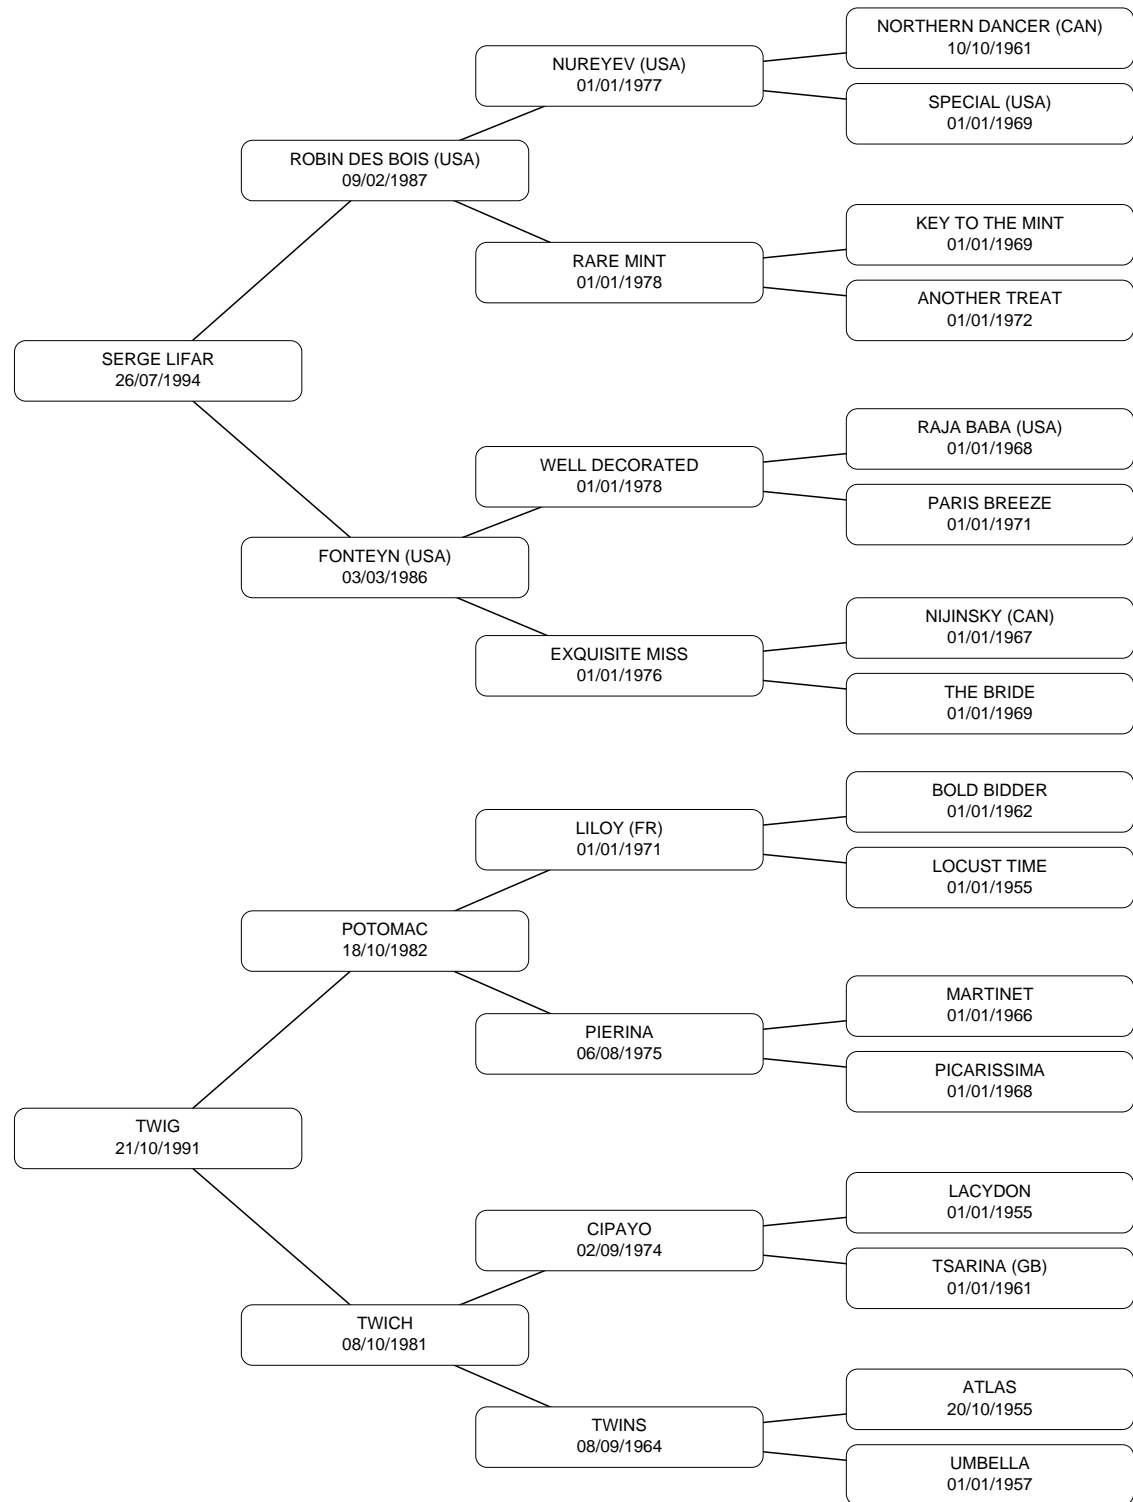 NORTHERN DANCER (CAN)
10/10/1961
NUREYEV (USA)
01/01/1977
SPECIAL (USA)
01/01/1969
ROBIN DES BOIS (USA)
09/02/1987
KEY TO THE MINT
01/01/1969
RARE MINT
01/01/1978
ANOTHER TREAT
01/01/1972
SERGE LIFAR
26/07/1994
RAJA BABA (USA)
01/01/1968
WELL DECORATED
01/01/1978
PARIS BREEZE
01/01/1971
FONTEYN (USA)
03/03/1986
NIJINSKY (CAN)
01/01/1967
EXQUISITE MISS
01/01/1976
THE BRIDE
01/01/1969
BOLD BIDDER
01/01/1962
LILOY (FR)
01/01/1971
LOCUST TIME
01/01/1955
POTOMAC
18/10/1982
MARTINET
01/01/1966
PIERINA
06/08/1975
PICARISSIMA
01/01/1968
TWIG
21/10/1991
LACYDON
01/01/1955
CIPAYO
02/09/1974
TSARINA (GB)
01/01/1961
TWICH
08/10/1981
ATLAS
20/10/1955
TWINS
08/09/1964
UMBELLA
01/01/1957